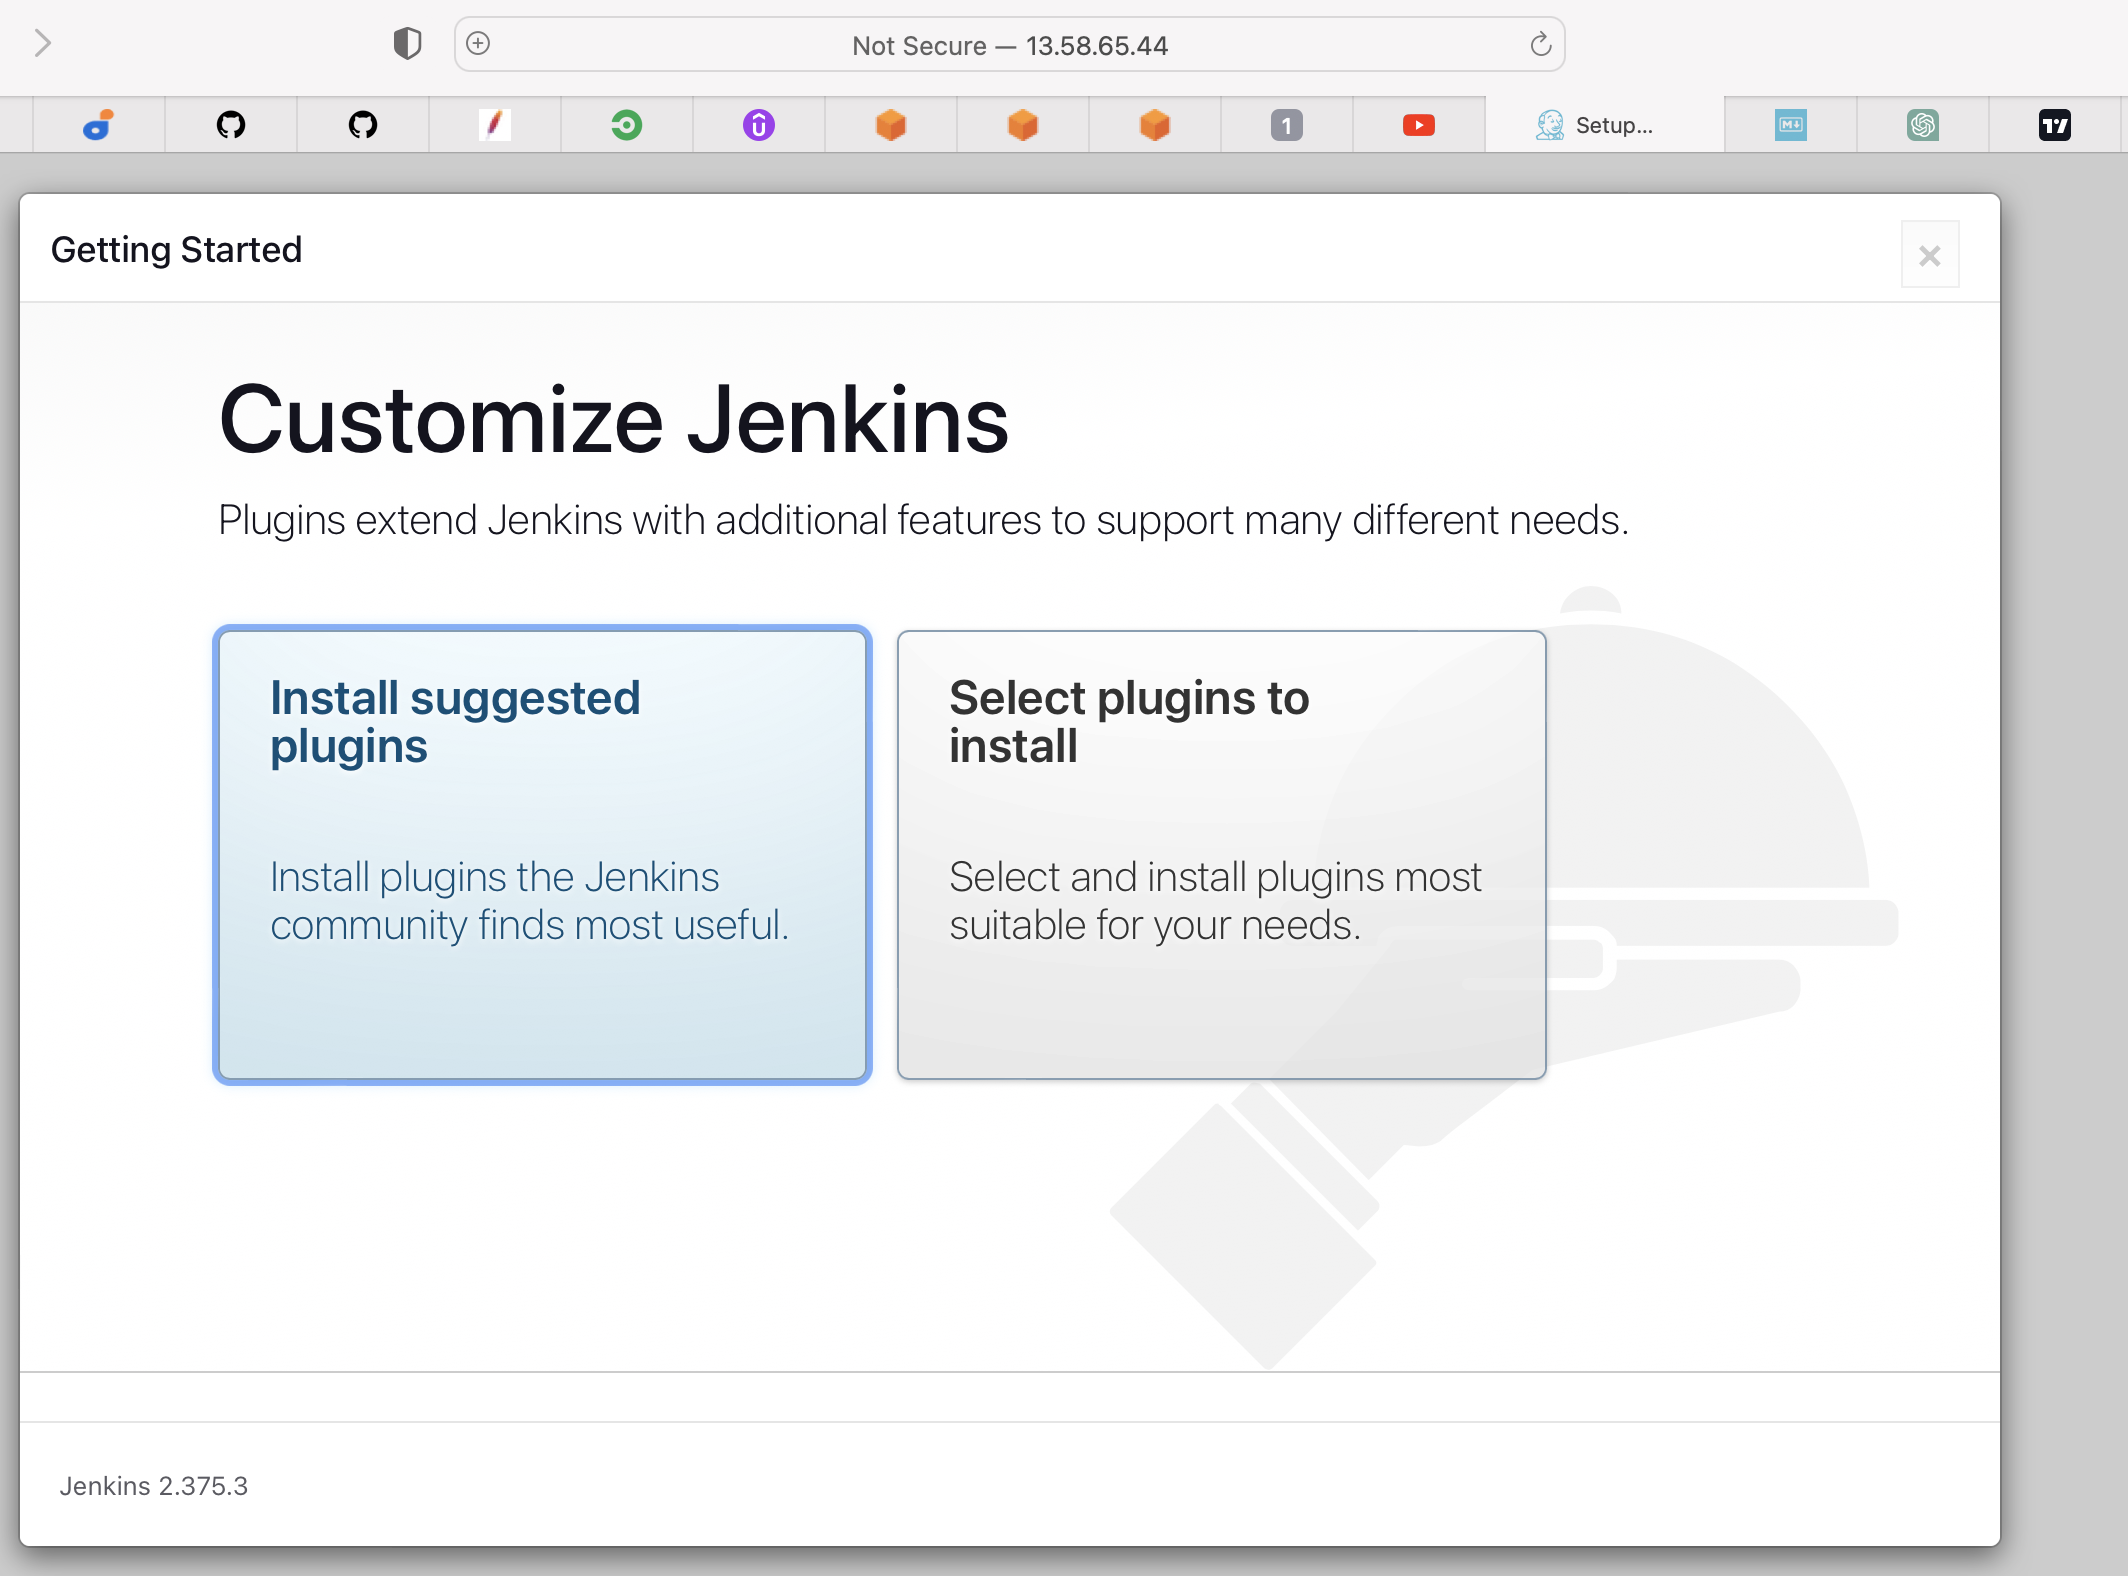 Not Secure — 13.58.65.44
1
Setup...
M↓
Getting Started
×
Customize Jenkins
Plugins extend Jenkins with additional features to support many different needs.
Install suggested
plugins
Install plugins the Jenkins
community finds most useful.
Select plugins to
install
Select and install plugins most
suitable for your needs.
Jenkins 2.375.3